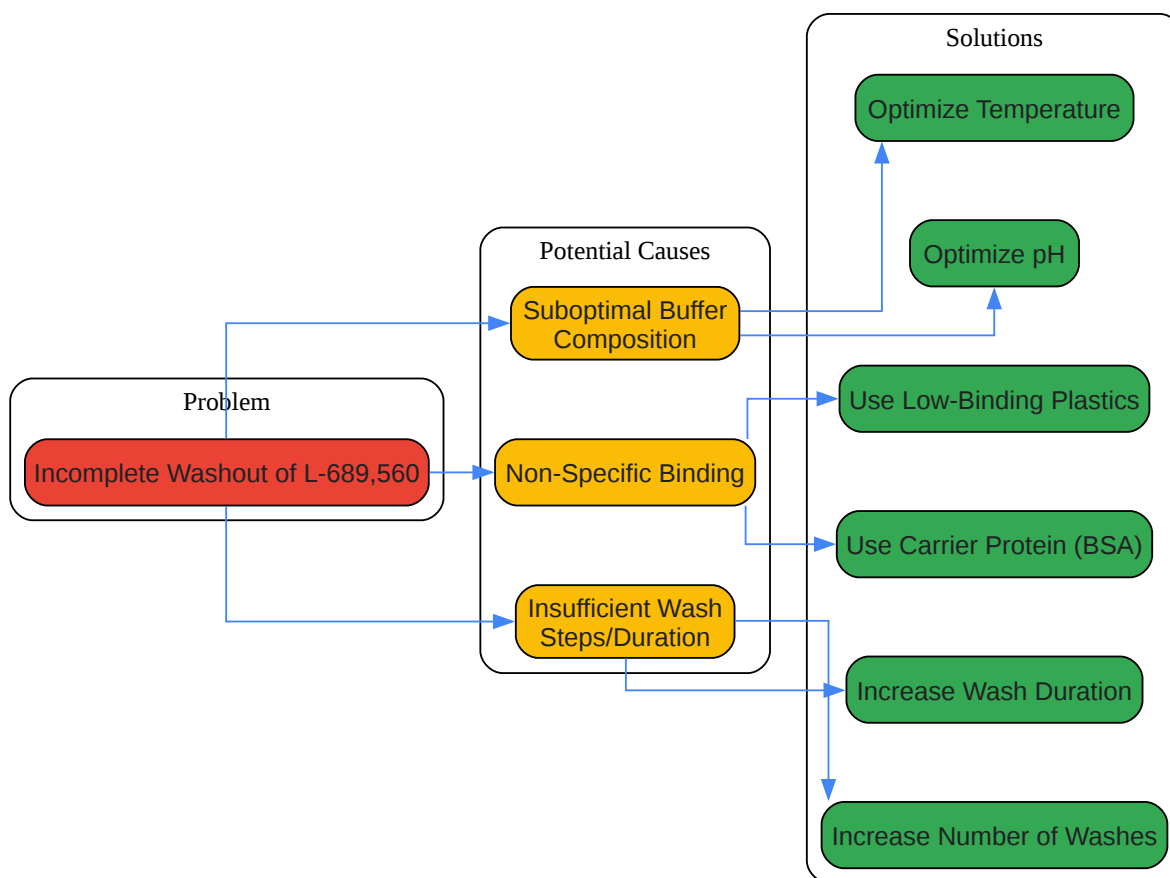 Problem
Incomplete Washout of L-689,560
Potential Causes
Suboptimal Buffer
Composition
Non-Specific Binding
Insufficient Wash
Steps/Duration
Solutions
Optimize Temperature
Optimize pH
Use Low-Binding Plastics
Use Carrier Protein (BSA)
Increase Wash Duration
Increase Number of Washes